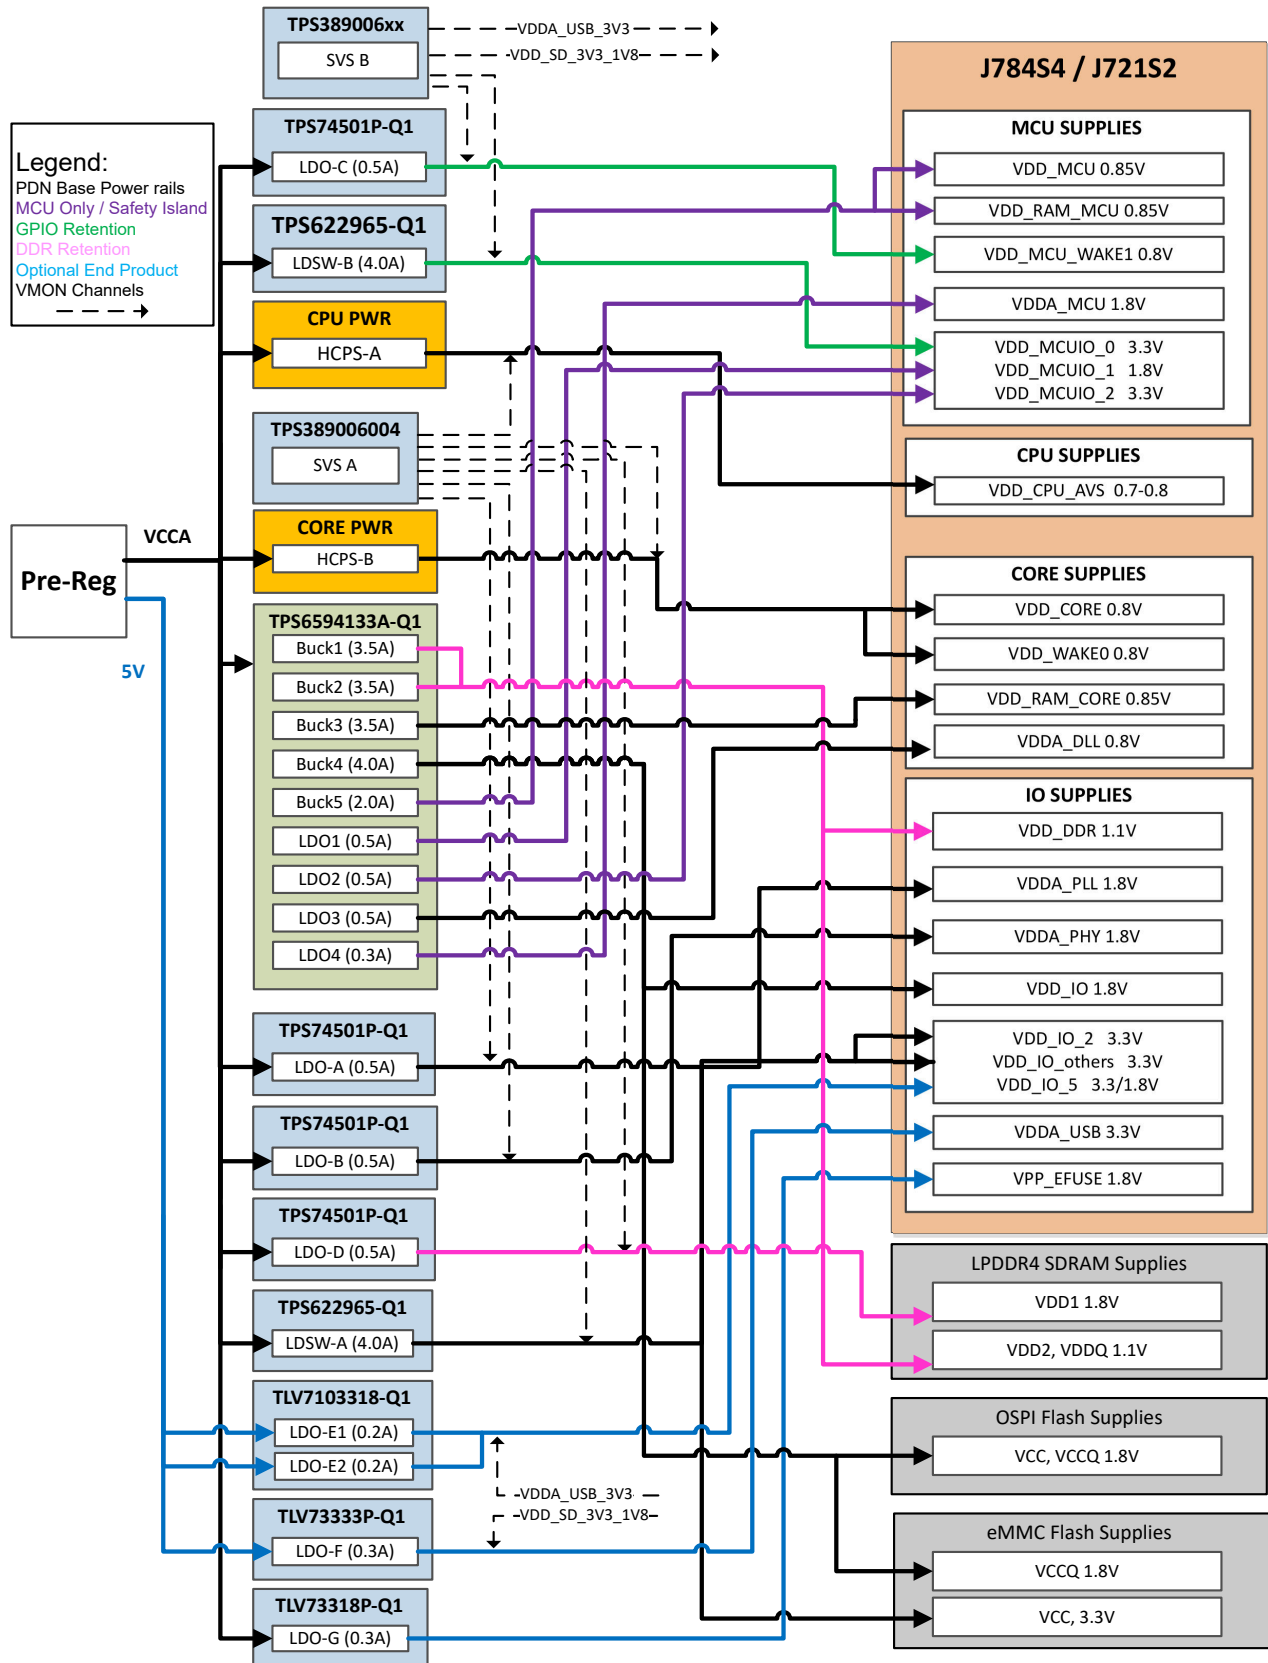 TPS389006xx
SVS B
VDDA_USB_3V3
VDD_SD_3V3_1V8
Legend:
PDN Base Power rails
MCU Only / Safety Island
GPIO Retention
DDR Retention
Optional End Product
VMON Channels
Pre-Reg
VCCA
5V
TPS74501P-Q1
LDO-C (0.5A)
TPS622965-Q1
LDSW-B (4.0A)
CPU PWR
HCPS-A
TPS389006004
SVS A
CORE PWR
HCPS-B
TPS6594133A-Q1
Buck1 (3.5A)
Buck2 (3.5A)
Buck3 (3.5A)
Buck4 (4.0A)
Buck5 (2.0A)
LDO1 (0.5A)
LDO2 (0.5A)
LDO3 (0.5A)
LDO4 (0.3A)
TPS74501P-Q1
LDO-A (0.5A)
TPS74501P-Q1
LDO-B (0.5A)
TPS74501P-Q1
LDO-D (0.5A)
TPS622965-Q1
LDSW-A (4.0A)
TLV7103318-Q1
LDO-E1 (0.2A)
LDO-E2 (0.2A)
VDDA_USB_3V3
VDD_SD_3V3_1V8
TLV73333P-Q1
LDO-F (0.3A)
TLV73318P-Q1
LDO-G (0.3A)
J784S4 / J721S2
MCU SUPPLIES
VDD_MCU 0.85V
VDD_RAM_MCU 0.85V
VDD_MCU_WAKE1 0.8V
VDDA_MCU 1.8V
VDD_MCUIO_0 3.3V
VDD_MCUIO_1 1.8V
VDD_MCUIO_2 3.3V
CPU SUPPLIES
VDD_CPU_AVS 0.7-0.8
CORE SUPPLIES
VDD_CORE 0.8V
VDD_WAKE0 0.8V
VDD_RAM_CORE 0.85V
VDDA_DLL 0.8V
IO SUPPLIES
VDD_DDR 1.1V
VDDA_PLL 1.8V
VDDA_PHY 1.8V
VDD_IO 1.8V
VDD_IO_2 3.3V
VDD_IO_others 3.3V
VDD_IO_5 3.3/1.8V
VDDA_USB 3.3V
VPP_EFUSE 1.8V
LPDDR4 SDRAM Supplies
VDD1 1.8V
VDD2, VDDQ 1.1V
OSPI Flash Supplies
VCC, VCCQ 1.8V
eMMC Flash Supplies
VCCQ 1.8V
VCC, 3.3V